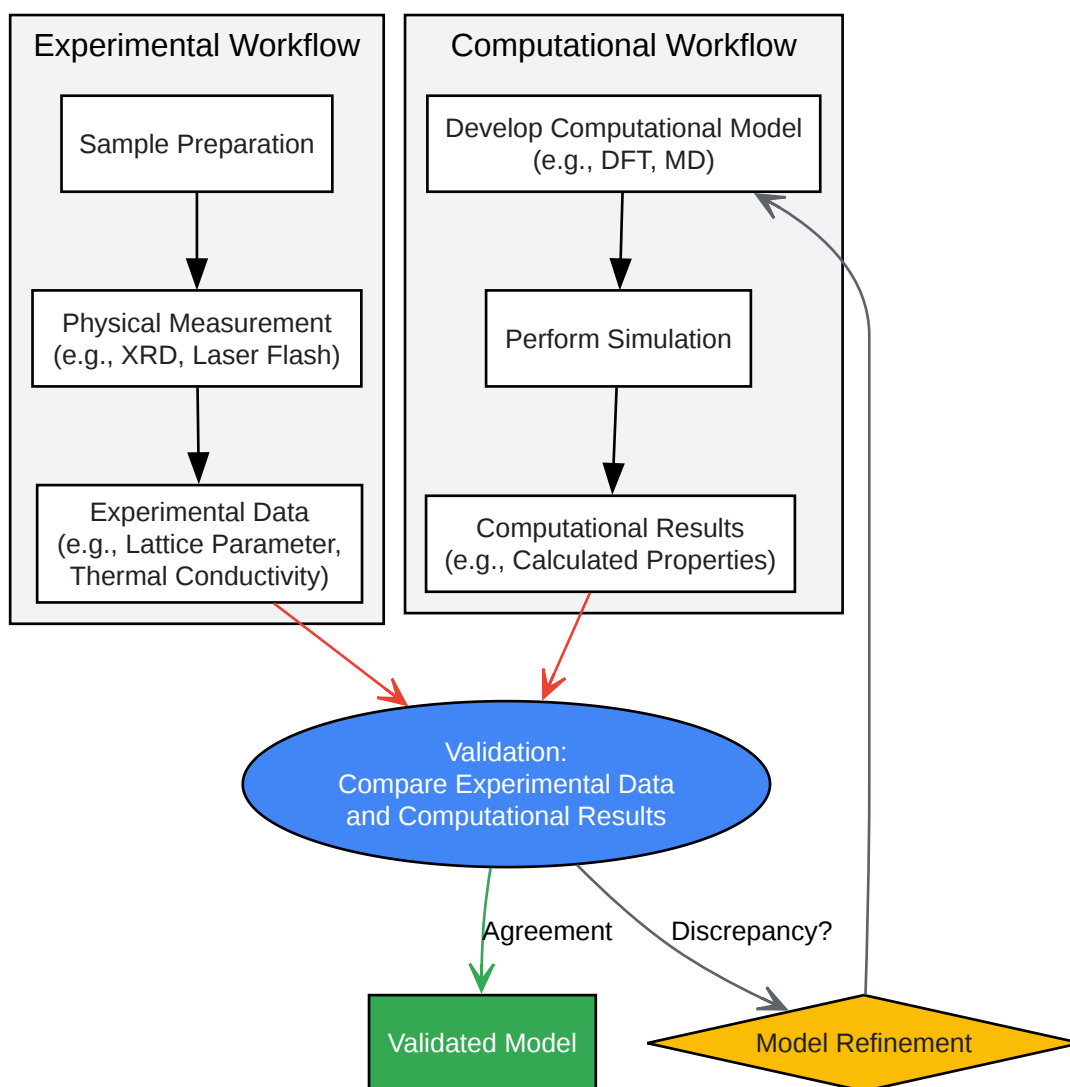 Experimental Workflow
Sample Preparation
Physical Measurement
(e.g., XRD, Laser Flash)
Experimental Data
(e.g., Lattice Parameter,
Thermal Conductivity)
Computational Workflow
Develop Computational Model
(e.g., DFT, MD)
Perform Simulation
Computational Results
(e.g., Calculated Properties)
Validation:
Compare Experimental Data
and Computational Results
Agreement
Discrepancy?
Validated Model
Model Refinement